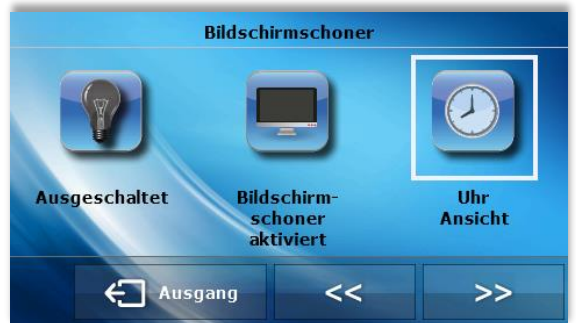 Bildschirmschoner
Ausgeschaltet
Bildschirm-
schoner
aktiviert
Uhr
Ansicht
Ausgang
<<
>>